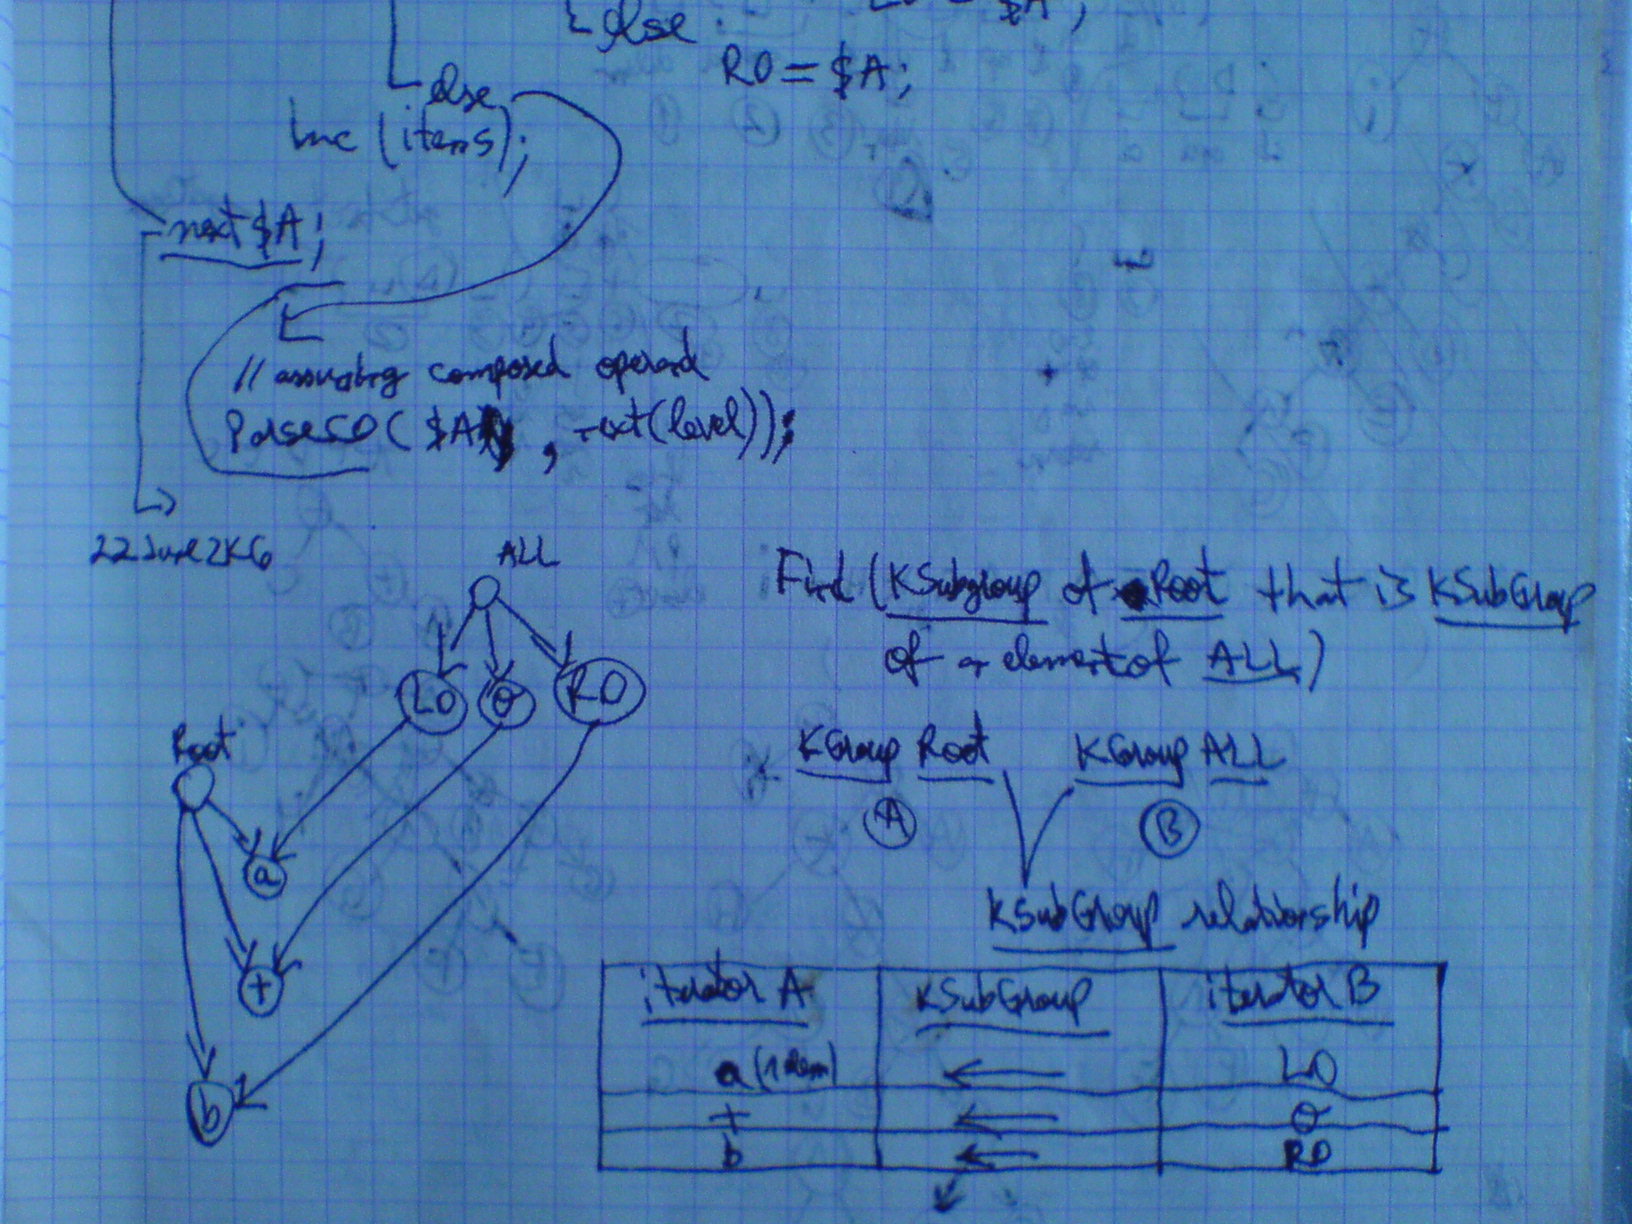 else
$A;
RO = $A;
else
inc (items);
next $A;
// assuming composed operand
ParseCO( $A , next(level));
22 June 2K6
ALL
LO O RO
Root
a
+
b
Find (KSubgroup of Root that is KSubGroup
of a element of ALL)
KGroup Root KGroup ALL
A B
KSubGroup relationship
iterator A KSubGroup iterator B
a (1 elem) ← LO
+ ← O
b ← RO